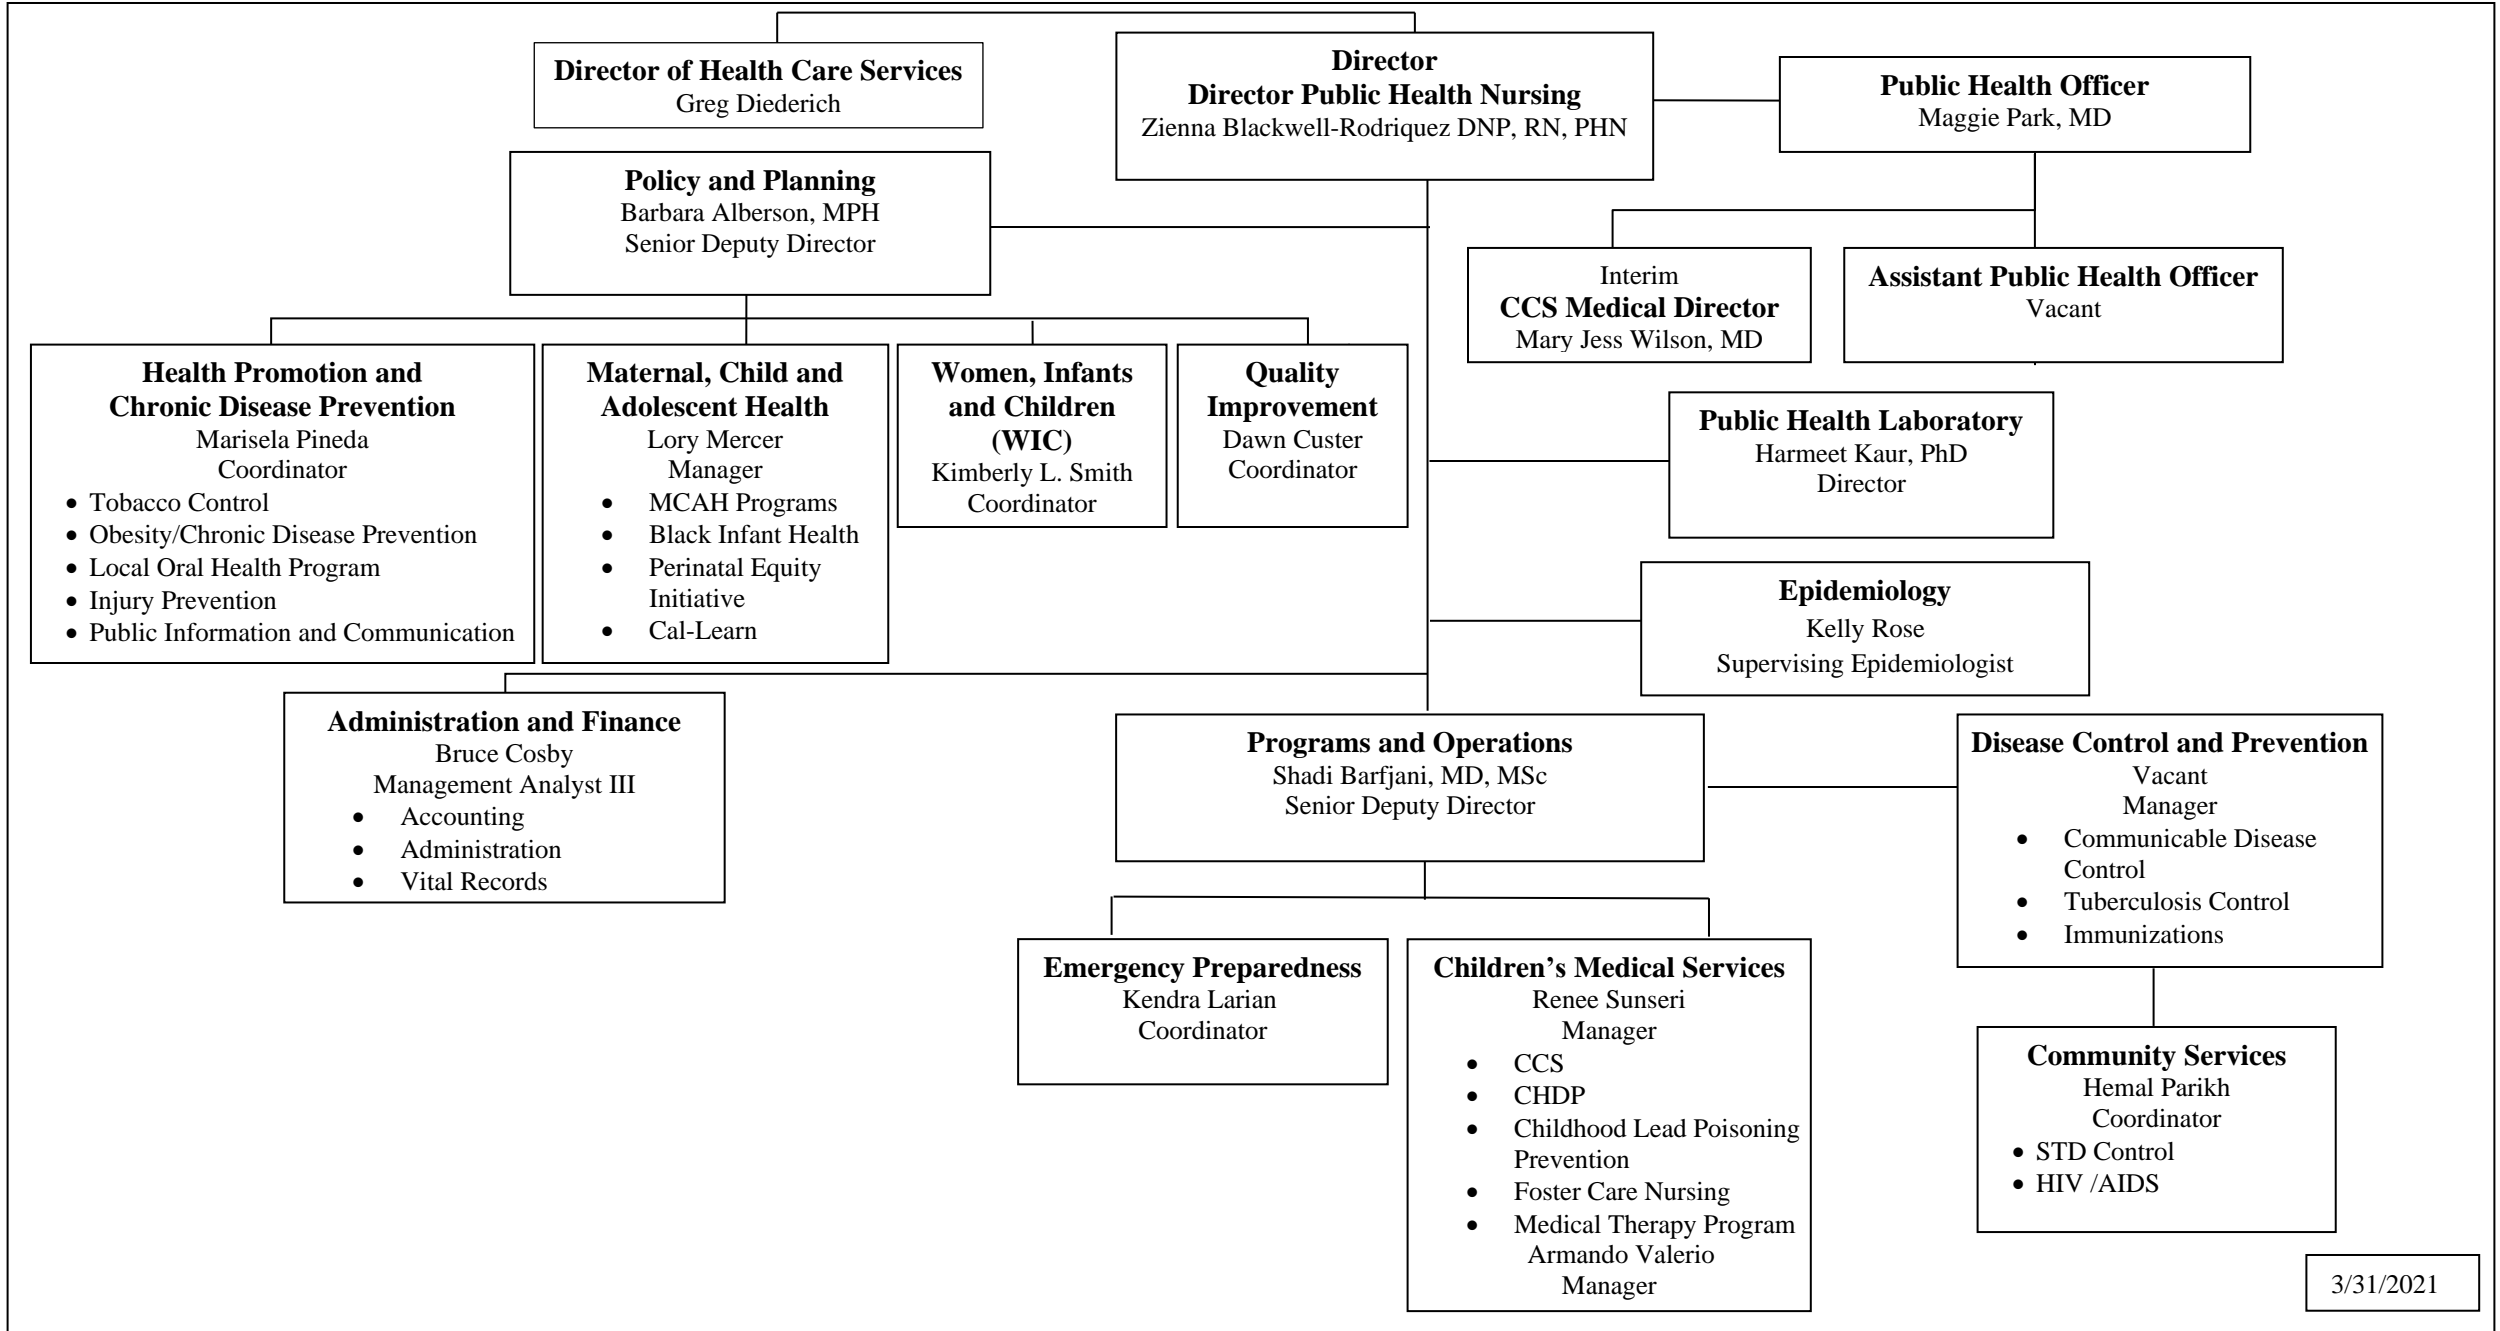 Director of Health Care Services
Greg Diederich
Director
Director Public Health Nursing
Zienna Blackwell-Rodriquez DNP, RN, PHN
Public Health Officer
Maggie Park, MD
Policy and Planning
Barbara Alberson, MPH
Senior Deputy Director
Interim
CCS Medical Director
Mary Jess Wilson, MD
Assistant Public Health Officer
Vacant
Health Promotion and
Chronic Disease Prevention
Marisela Pineda
Coordinator
• Tobacco Control
• Obesity/Chronic Disease Prevention
• Local Oral Health Program
• Injury Prevention
• Public Information and Communication
Maternal, Child and
Adolescent Health
Lory Mercer
Manager
• MCAH Programs
• Black Infant Health
• Perinatal Equity
Initiative
• Cal-Learn
Women, Infants
and Children
(WIC)
Kimberly L. Smith
Coordinator
Quality
Improvement
Dawn Custer
Coordinator
Public Health Laboratory
Harmeet Kaur, PhD
Director
Epidemiology
Kelly Rose
Supervising Epidemiologist
Administration and Finance
Bruce Cosby
Management Analyst III
• Accounting
• Administration
• Vital Records
Programs and Operations
Shadi Barfjani, MD, MSc
Senior Deputy Director
Disease Control and Prevention
Vacant
Manager
• Communicable Disease
Control
• Tuberculosis Control
• Immunizations
Emergency Preparedness
Kendra Larian
Coordinator
Children’s Medical Services
Renee Sunseri
Manager
• CCS
• CHDP
• Childhood Lead Poisoning
Prevention
• Foster Care Nursing
• Medical Therapy Program
Armando Valerio
Manager
Community Services
Hemal Parikh
Coordinator
• STD Control
• HIV /AIDS
3/31/2021